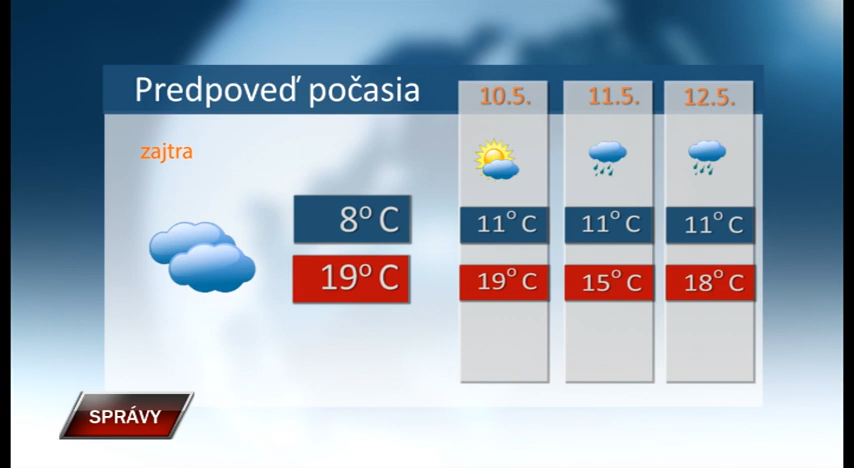 Predpoveď počasia
zajtra
8° C
19° C
10.5.
11° C
19° C
11.5.
11° C
15° C
12.5.
11° C
18° C
SPRÁVY